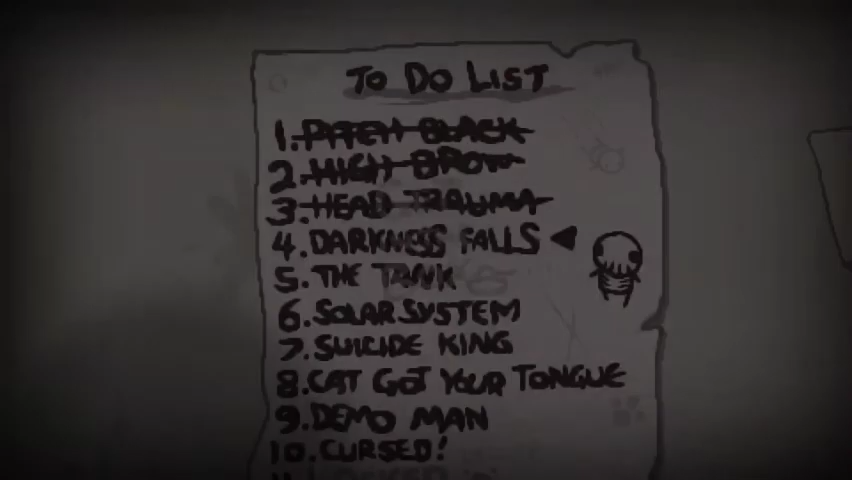 TO DO LIST
1. PITCH BLACK
2. HIGH BROW
3. HEAD TRAUMA
4. DARKNESS FALLS
5. THE TANK
6. SOLAR SYSTEM
7. SUICIDE KING
8. CAT GOT YOUR TONGUE
9. DEMO MAN
10. CURSED!